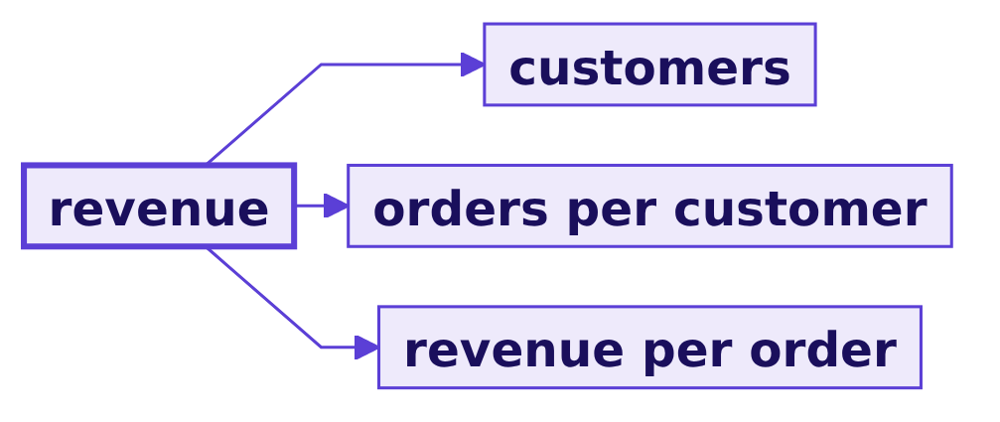 customers
revenue
orders per customer
revenue per order